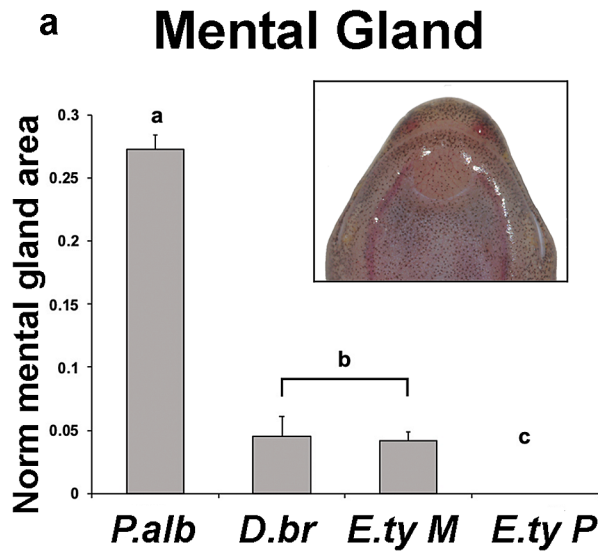 a
Mental Gland
Norm mental gland area
0.3
0.25
0.2
0.15
0.1
0.05
0
a
b
c
P.alb D.br E.ty M E.ty P